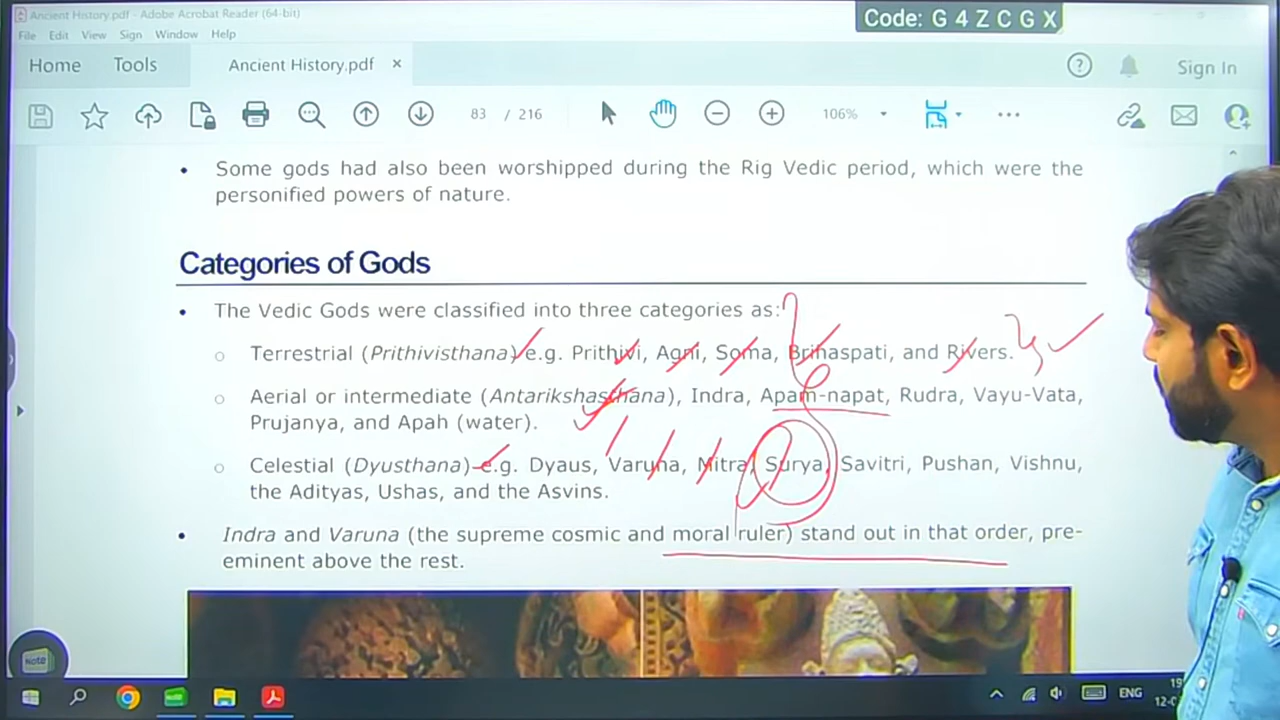 Ancient History.pdf - Adobe Acrobat Reader (64-bit)
Code: G 4 Z C G X
File Edit View Sign Window Help
Home Tools Ancient History.pdf × Sign In
83 / 216 106%
• Some gods had also been worshipped during the Rig Vedic period, which were the
personified powers of nature.
Categories of Gods
• The Vedic Gods were classified into three categories as:
o Terrestrial (Prithivisthana) e.g. Prithivi, Agni, Soma, Brihaspati, and Rivers.
o Aerial or intermediate (Antarikshasthana), Indra, Apam-napat, Rudra, Vayu-Vata,
Prujanya, and Apah (water).
o Celestial (Dyusthana) e.g. Dyaus, Varuna, Mitra, Surya, Savitri, Pushan, Vishnu,
the Adityas, Ushas, and the Asvins.
• Indra and Varuna (the supreme cosmic and moral ruler) stand out in that order, pre-
eminent above the rest.
Note
ENG